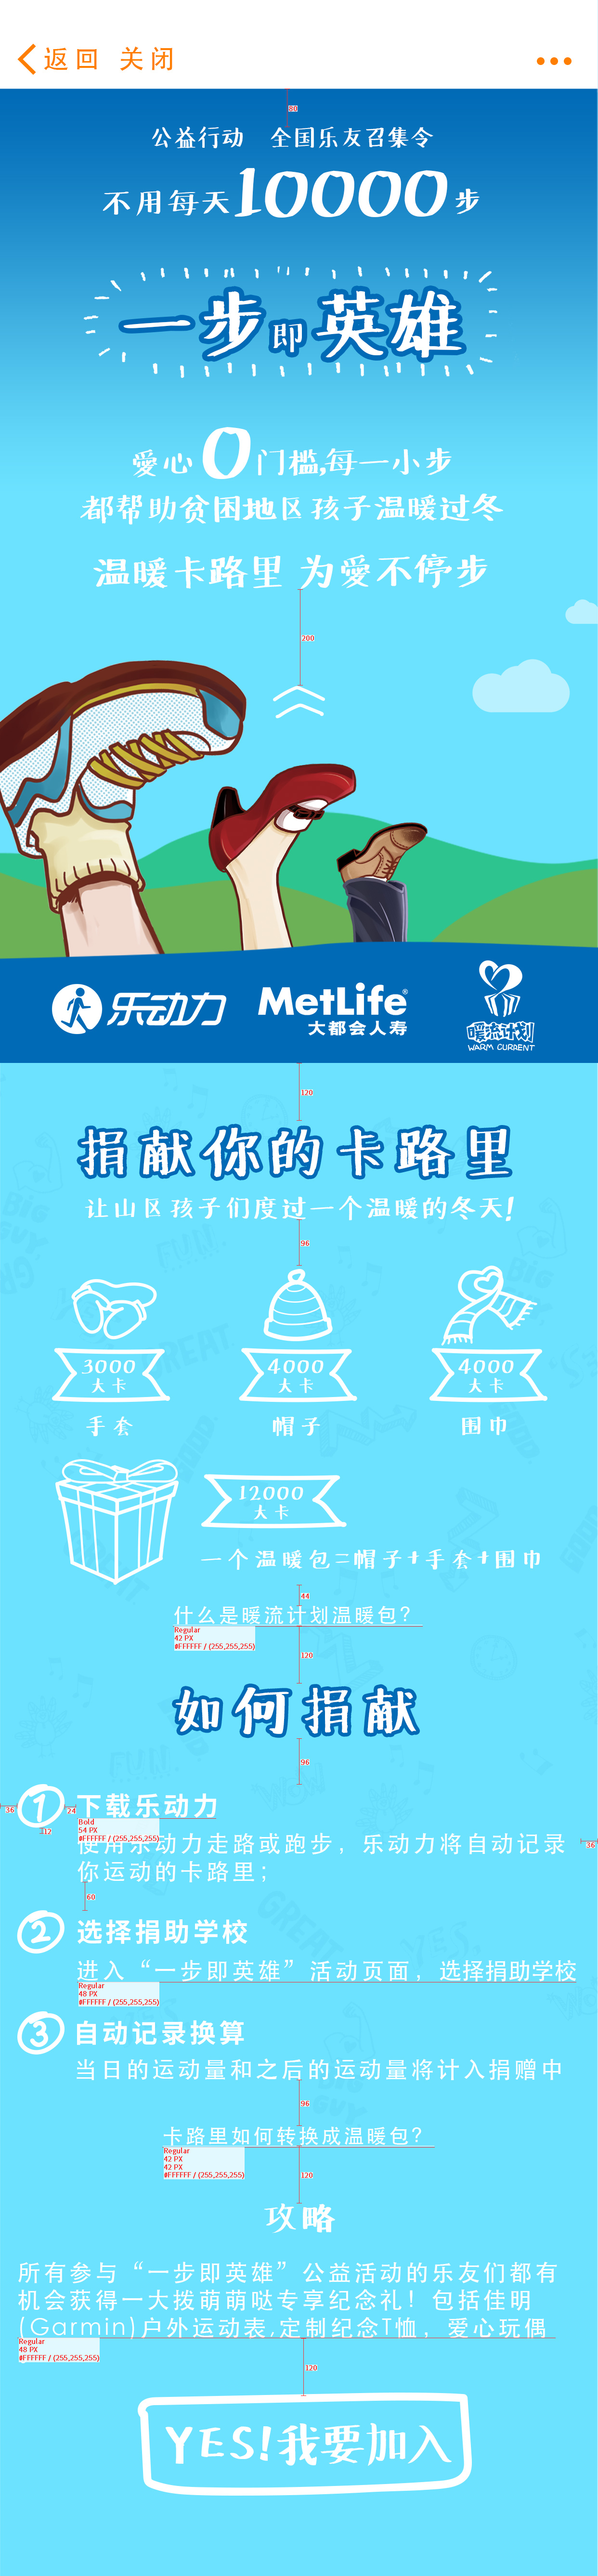 返回 关闭
80
公益行动 全国乐友召集令
不用每天10000步
一步即英雄
爱心0门槛,每一小步
都帮助贫困地区孩子温暖过冬
温暖卡路里 为爱不停步
200
乐动力
MetLife®
大都会人寿
暖流计划
WARM CURRENT
120
捐献你的卡路里
让山区孩子们度过一个温暖的冬天!
96
3000
大卡
手套
4000
大卡
帽子
4000
大卡
围巾
12000
大卡
一个温暖包=帽子+手套+围巾
44
什么是暖流计划温暖包?
Regular
42 PX
#FFFFFF / (255,255,255)
120
如何捐献
96
36
24
12
1 下载乐动力
Bold
54 PX
#FFFFFF / (255,255,255)
使用乐动力走路或跑步，乐动力将自动记录
36
你运动的卡路里；
60
2 选择捐助学校
进入“一步即英雄”活动页面，选择捐助学校
Regular
48 PX
#FFFFFF / (255,255,255)
3 自动记录换算
当日的运动量和之后的运动量将计入捐赠中
96
卡路里如何转换成温暖包?
Regular
42 PX
42 PX
#FFFFFF / (255,255,255)
120
攻略
所有参与“一步即英雄”公益活动的乐友们都有
机会获得一大拨萌萌哒专享纪念礼！包括佳明
(Garmin)户外运动表,定制纪念T恤，爱心玩偶
Regular
48 PX
#FFFFFF / (255,255,255)
120
YES!我要加入